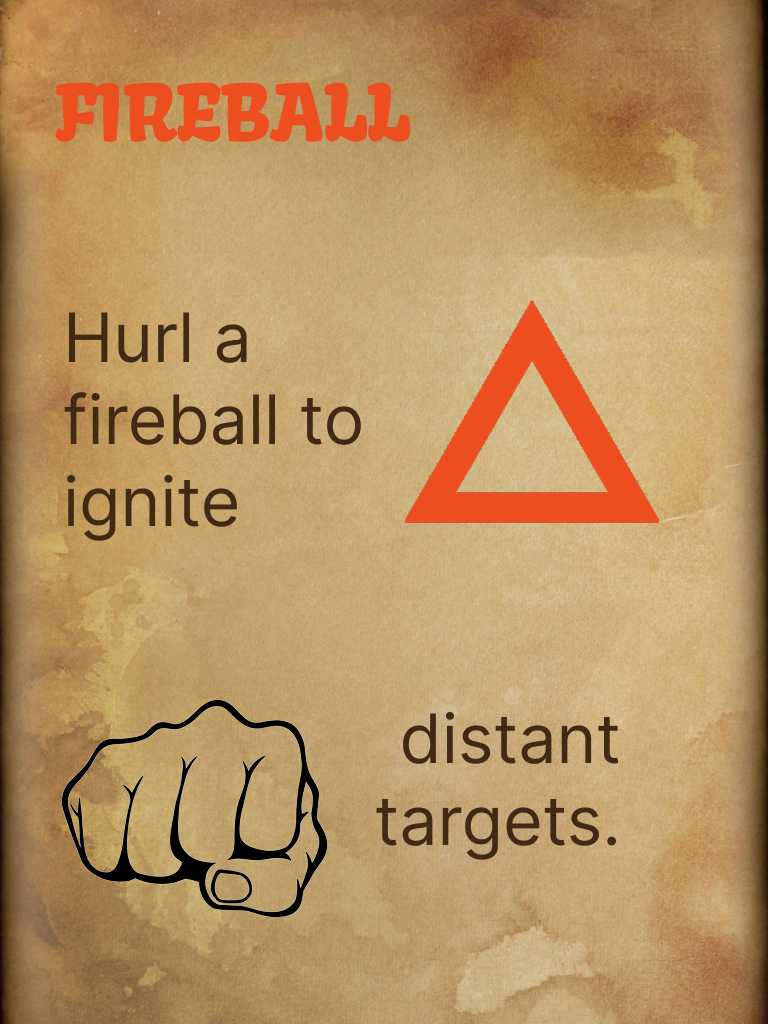 FIREBALL
Hurl a
fireball to
ignite
distant
targets.